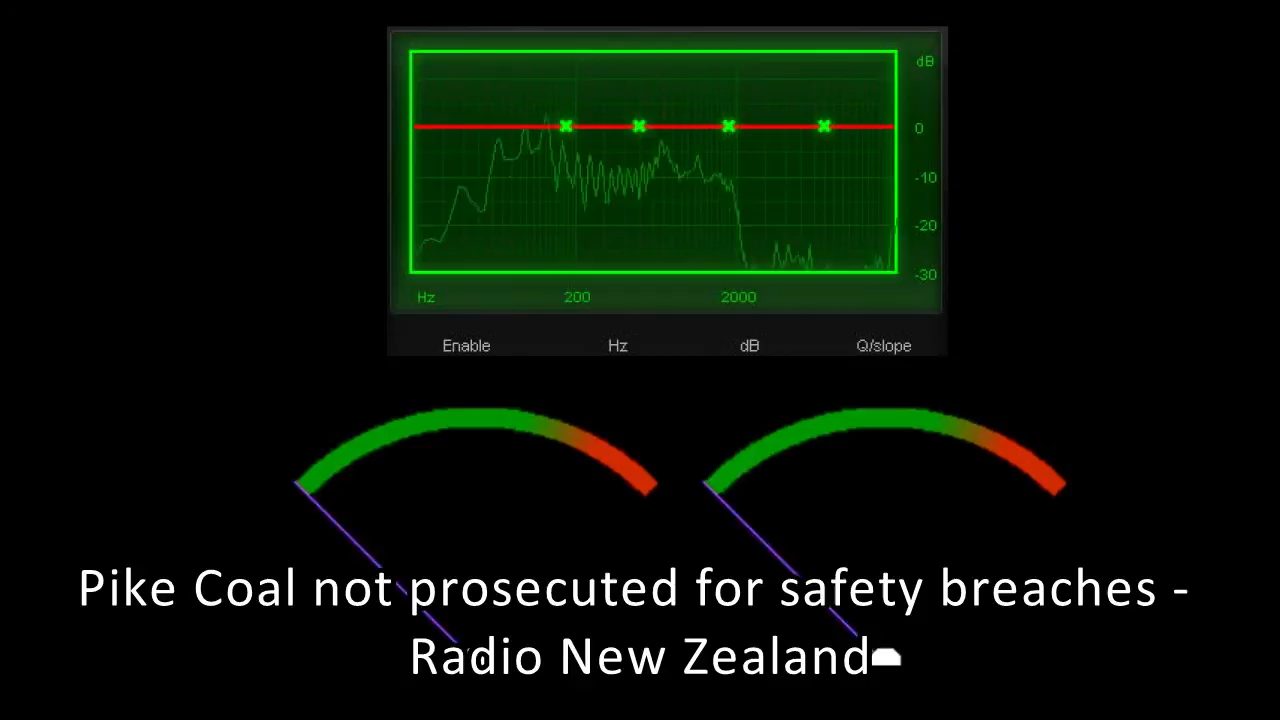 dB
0
-10
-20
-30
Hz 200 2000
Enable Hz dB Q/slope
Pike Coal not prosecuted for safety breaches -
Radio New Zealand